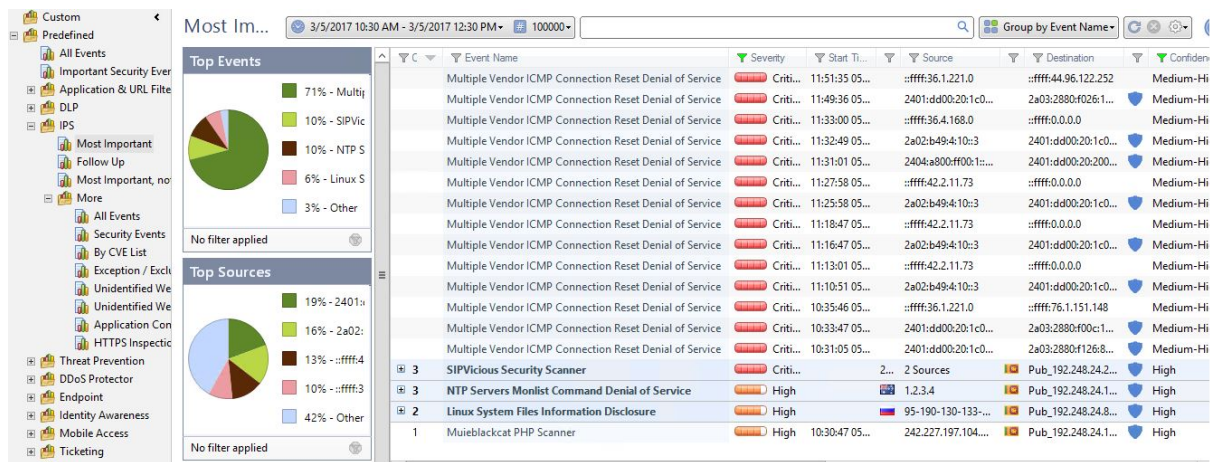 Custom
Predefined
All Events
Important Security Ever
Application & URL Filte
DLP
IPS
Most Important
Follow Up
Most Important, no
More
All Events
Security Events
By CVE List
Exception / Exclu
Unidentified We
Unidentified We
Application Con
HTTPS Inspectio
Threat Prevention
DDoS Protector
Endpoint
Identity Awareness
Mobile Access
Ticketing
Most Im... 3/5/2017 10:30 AM - 3/5/2017 12:30 PM # 100000 Group by Event Name
Top Events
71% - Multip
10% - SIPVic
10% - NTP S
6% - Linux S
3% - Other
No filter applied
Top Sources
19% - 2401:
16% - 2a02:
13% - ::ffff:4
10% - ::ffff:3
42% - Other
No filter applied
C Event Name Severity Start Ti... Source Destination Confidenc
Multiple Vendor ICMP Connection Reset Denial of Service Criti... 11:51:35 05... ::ffff:36.1.221.0 ::ffff:44.96.122.252 Medium-Hi
Multiple Vendor ICMP Connection Reset Denial of Service Criti... 11:49:36 05... 2401:dd00:20:1c0... 2a03:2880:f026:1... Medium-Hi
Multiple Vendor ICMP Connection Reset Denial of Service Criti... 11:33:00 05... ::ffff:36.4.168.0 ::ffff:0.0.0.0 Medium-Hi
Multiple Vendor ICMP Connection Reset Denial of Service Criti... 11:32:49 05... 2a02:b49:4:10::3 2401:dd00:20:1c0... Medium-Hi
Multiple Vendor ICMP Connection Reset Denial of Service Criti... 11:31:01 05... 2404:a800:ff00:1::... 2401:dd00:20:200... Medium-Hi
Multiple Vendor ICMP Connection Reset Denial of Service Criti... 11:27:58 05... ::ffff:42.2.11.73 ::ffff:0.0.0.0 Medium-Hi
Multiple Vendor ICMP Connection Reset Denial of Service Criti... 11:25:58 05... 2a02:b49:4:10::3 2401:dd00:20:1c0... Medium-Hi
Multiple Vendor ICMP Connection Reset Denial of Service Criti... 11:18:47 05... ::ffff:42.2.11.73 ::ffff:0.0.0.0 Medium-Hi
Multiple Vendor ICMP Connection Reset Denial of Service Criti... 11:16:47 05... 2a02:b49:4:10::3 2401:dd00:20:1c0... Medium-Hi
Multiple Vendor ICMP Connection Reset Denial of Service Criti... 11:13:01 05... ::ffff:42.2.11.73 ::ffff:0.0.0.0 Medium-Hi
Multiple Vendor ICMP Connection Reset Denial of Service Criti... 11:10:51 05... 2a02:b49:4:10::3 2401:dd00:20:1c0... Medium-Hi
Multiple Vendor ICMP Connection Reset Denial of Service Criti... 10:35:46 05... ::ffff:36.1.221.0 ::ffff:76.1.151.148 Medium-Hi
Multiple Vendor ICMP Connection Reset Denial of Service Criti... 10:33:47 05... 2401:dd00:20:1c0... 2a03:2880:f00c:1... Medium-Hi
Multiple Vendor ICMP Connection Reset Denial of Service Criti... 10:31:05 05... 2401:dd00:20:1c0... 2a03:2880:f126:8... Medium-Hi
3 SIPVicious Security Scanner Criti... 2... 2 Sources Pub_192.248.24.2... High
3 NTP Servers Monlist Command Denial of Service High 1.2.3.4 Pub_192.248.24.1... High
2 Linux System Files Information Disclosure High 95-190-130-133-... Pub_192.248.24.8... High
1 Muieblackcat PHP Scanner High 10:30:47 05... 242.227.197.104.... Pub_192.248.24.1... High